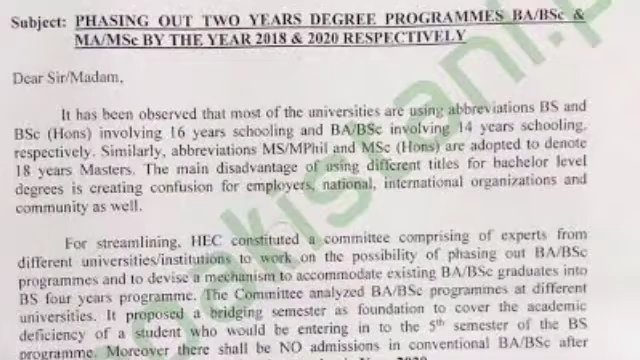 Subject: PHASING OUT TWO YEARS DEGREE PROGRAMMES BA/BSc &
MA/MSc BY THE YEAR 2018 & 2020 RESPECTIVELY
Dear Sir/Madam,
It has been observed that most of the universities are using abbreviations BS and
BSc (Hons) involving 16 years schooling and BA/BSc involving 14 years schooling,
respectively. Similarly, abbreviations MS/MPhil and MSc (Hons) are adopted to denote
18 years Masters. The main disadvantage of using different titles for bachelor level
degrees is creating confusion for employers, national, international organizations and
community as well.
For streamlining, HEC constituted a committee comprising of experts from
different universities/institutions to work on the possibility of phasing out BA/BSc
programmes and to devise a mechanism to accommodate existing BA/BSc graduates into
BS four years programme. The Committee analyzed BA/BSc programmes at different
universities. It proposed a bridging semester as foundation to cover the academic
deficiency of a student who would be entering in to the 5th semester of the BS
programme. Moreover there shall be NO admissions in conventional BA/BSc after